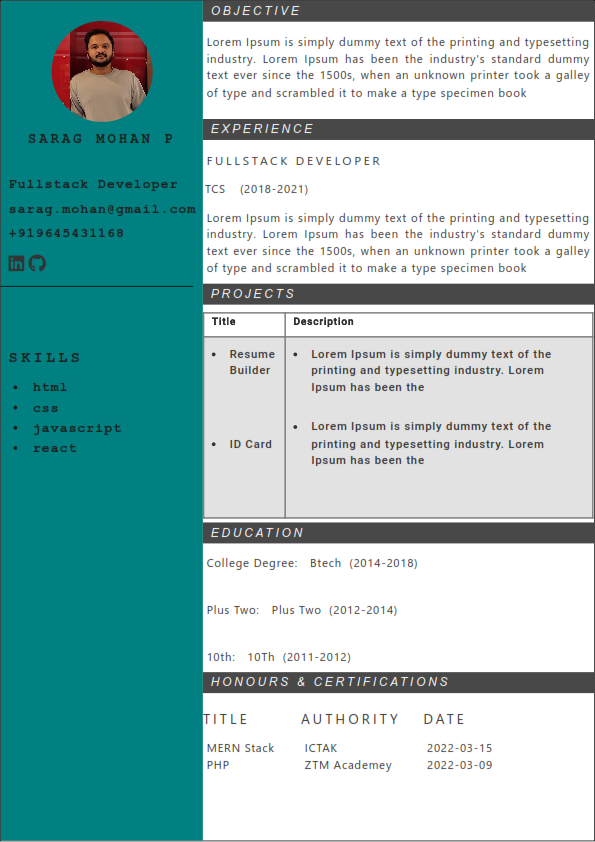 SARAG MOHAN P
Fullstack Developer
sarag.mohan@gmail.com
+919645431168
in
SKILLS
• html
• css
• javascript
• react
OBJECTIVE
Lorem Ipsum is simply dummy text of the printing and typesetting
industry. Lorem Ipsum has been the industry's standard dummy
text ever since the 1500s, when an unknown printer took a galley
of type and scrambled it to make a type specimen book
EXPERIENCE
FULLSTACK DEVELOPER
TCS (2018-2021)
Lorem Ipsum is simply dummy text of the printing and typesetting
industry. Lorem Ipsum has been the industry's standard dummy
text ever since the 1500s, when an unknown printer took a galley
of type and scrambled it to make a type specimen book
PROJECTS
Title Description
• Resume • Lorem Ipsum is simply dummy text of the
Builder printing and typesetting industry. Lorem
Ipsum has been the
• Lorem Ipsum is simply dummy text of the
• ID Card printing and typesetting industry. Lorem
Ipsum has been the
EDUCATION
College Degree: Btech (2014-2018)
Plus Two: Plus Two (2012-2014)
10th: 10Th (2011-2012)
HONOURS & CERTIFICATIONS
TITLE AUTHORITY DATE
MERN Stack ICTAK 2022-03-15
PHP ZTM Academey 2022-03-09